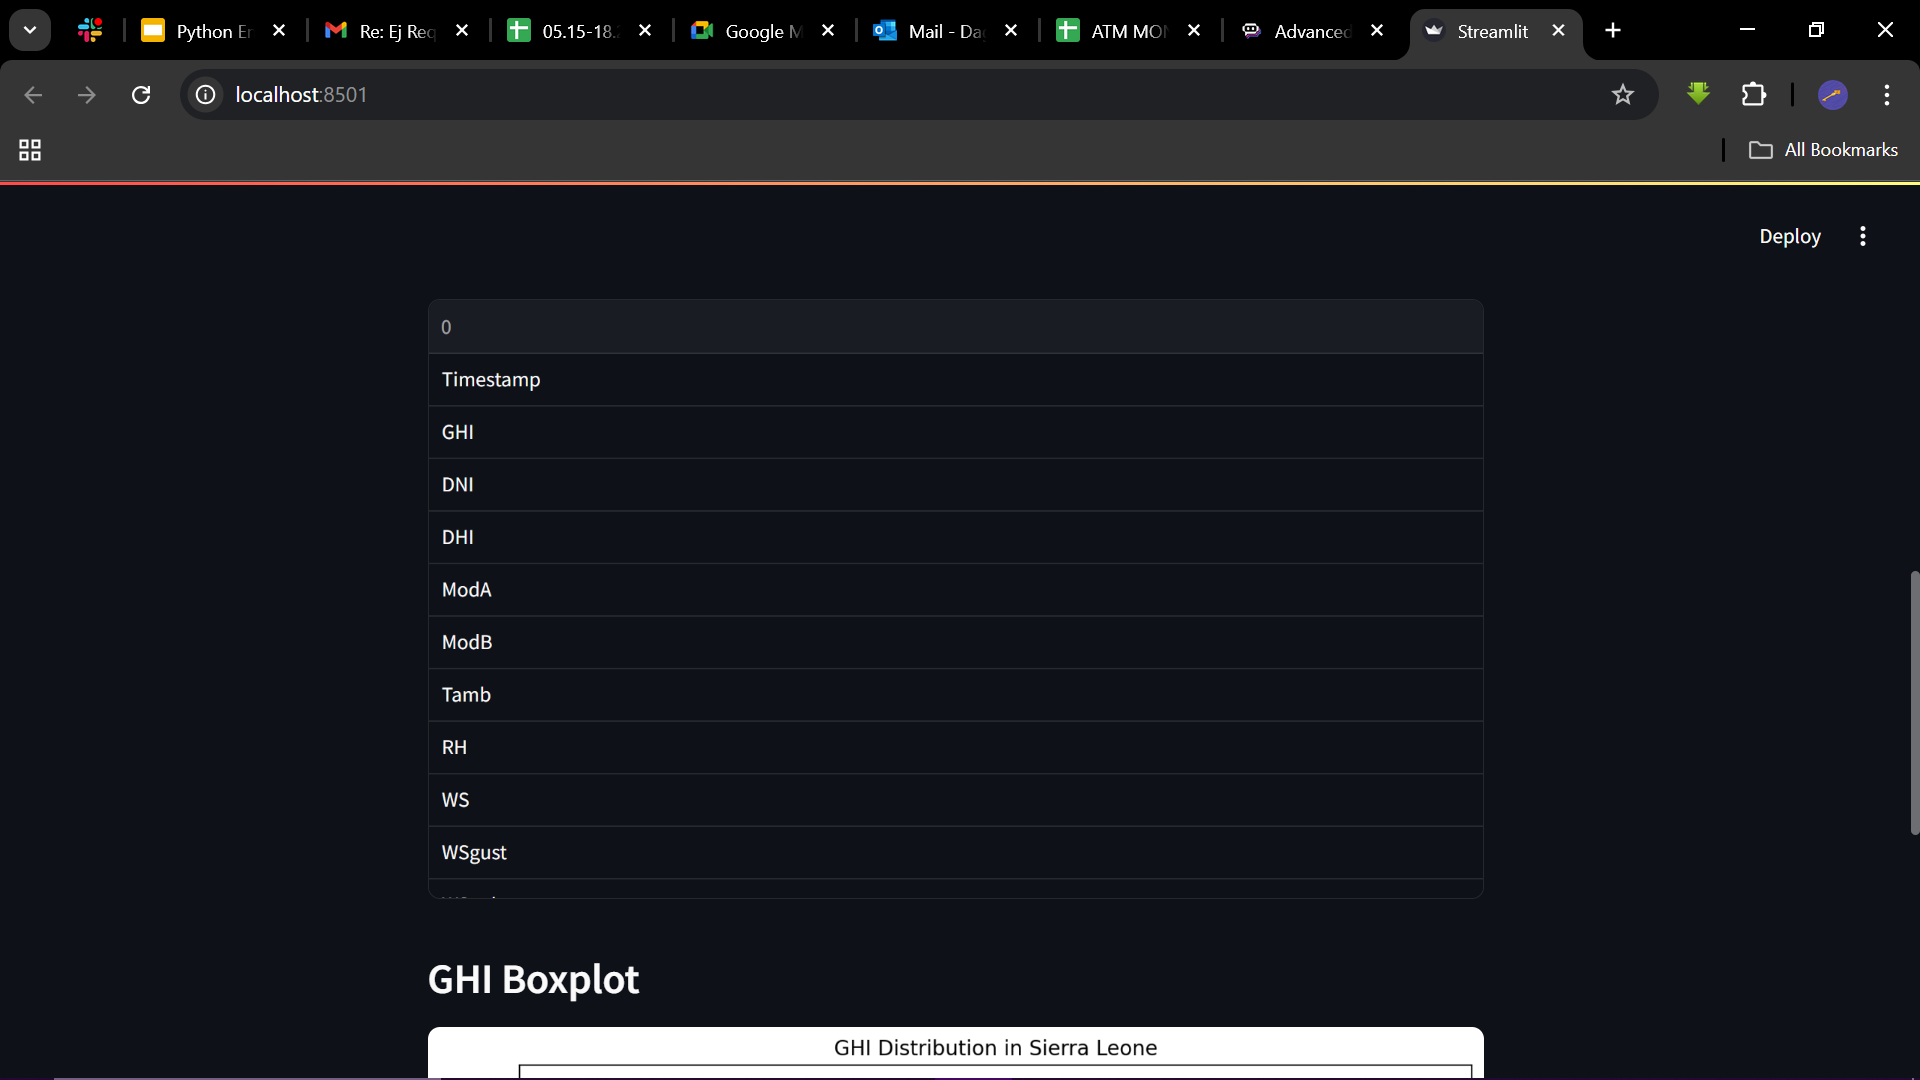 Python Er
Re: Ej Req
05.15-18.
Google M
Mail - Da
ATM MO
Advanced
Streamlit
localhost:8501
All Bookmarks
Deploy
0
Timestamp
GHI
DNI
DHI
ModA
ModB
Tamb
RH
WS
WSgust
GHI Boxplot
GHI Distribution in Sierra Leone